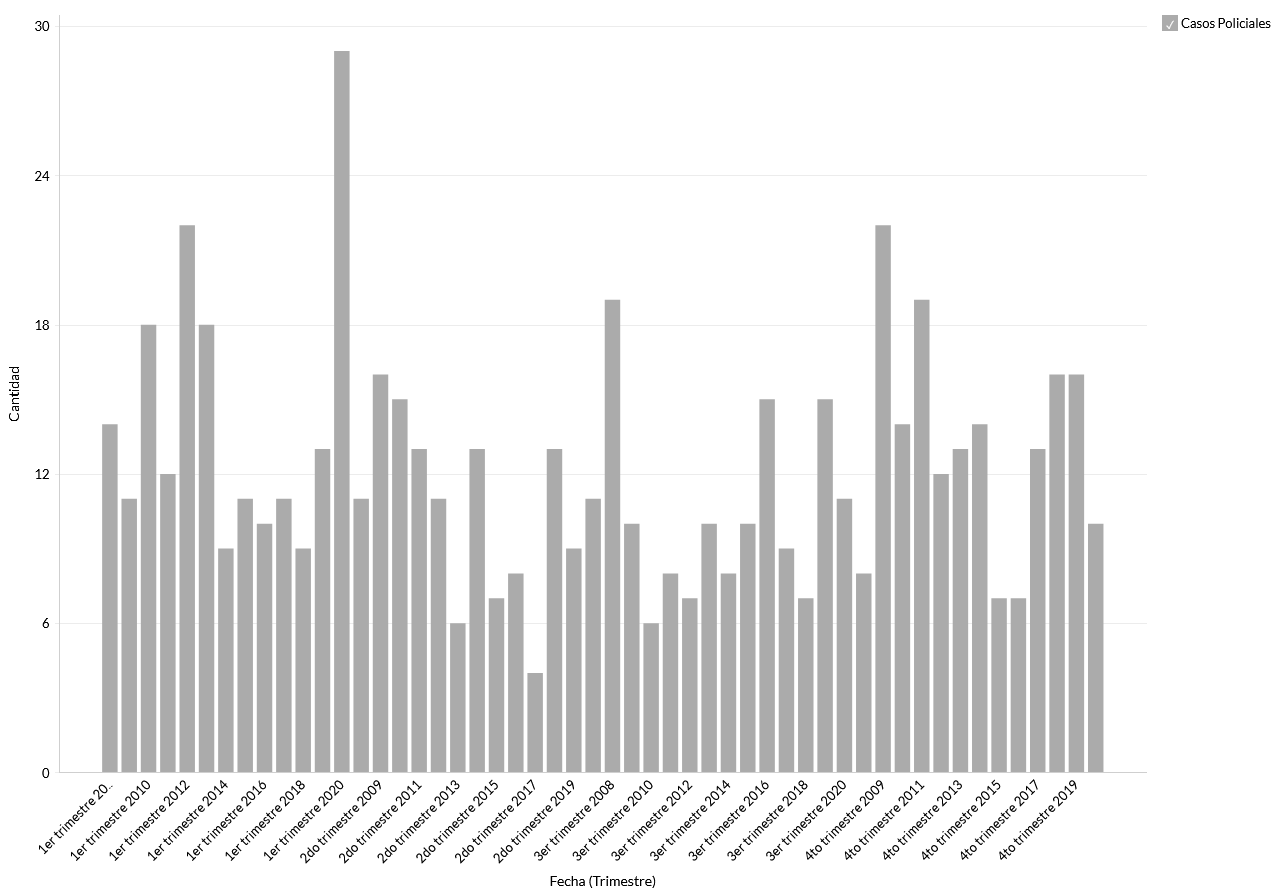 Casos Policiales
30
24
18
12
6
0
Cantidad
1er trimestre 20..
1er trimestre 2010
1er trimestre 2012
1er trimestre 2014
1er trimestre 2016
1er trimestre 2018
1er trimestre 2020
2do trimestre 2009
2do trimestre 2011
2do trimestre 2013
2do trimestre 2015
2do trimestre 2017
2do trimestre 2019
3er trimestre 2008
3er trimestre 2010
3er trimestre 2012
3er trimestre 2014
3er trimestre 2016
3er trimestre 2018
3er trimestre 2020
4to trimestre 2009
4to trimestre 2011
4to trimestre 2013
4to trimestre 2015
4to trimestre 2017
4to trimestre 2019
Fecha (Trimestre)